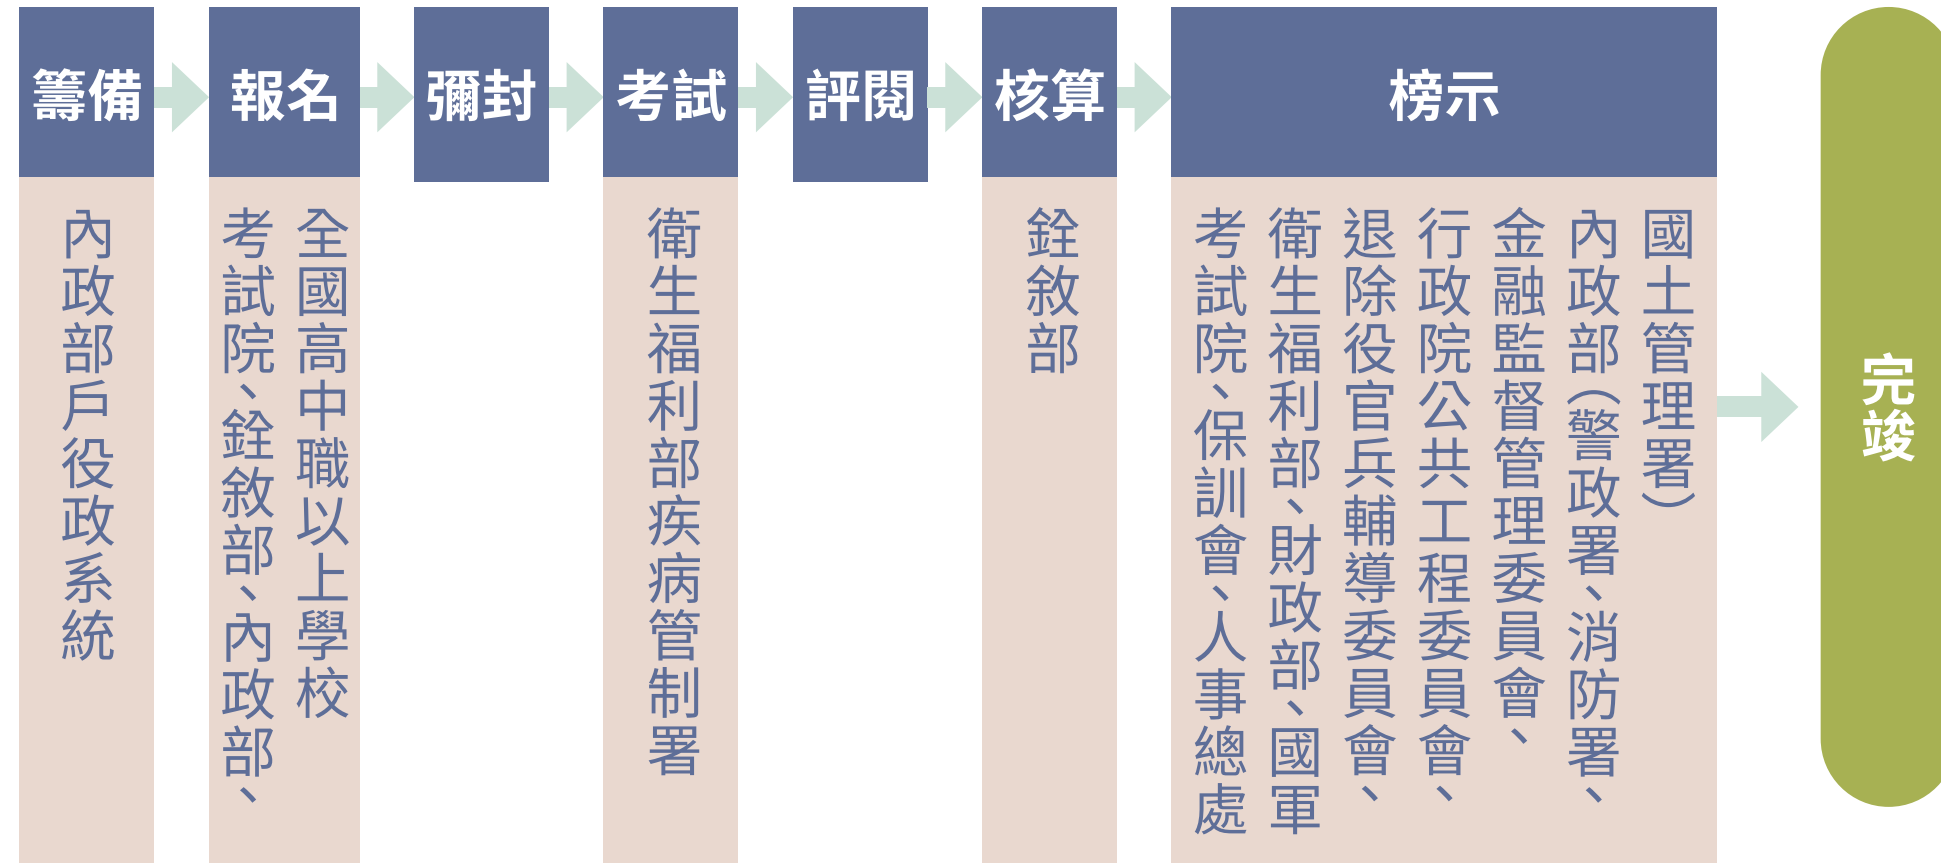 籌備
報名
彌封
考試
評閱
核算
榜示
內政部戶役政系統
考試院、銓敘部、內政部、
全國高中職以上學校
衛生福利部疾病管制署
銓敘部
考試院、保訓會、人事總處
衛生福利部、財政部、國軍
退除役官兵輔導委員會、
行政院公共工程委員會、
金融監督管理委員會、
內政部（警政署、消防署、
國土管理署）
完竣